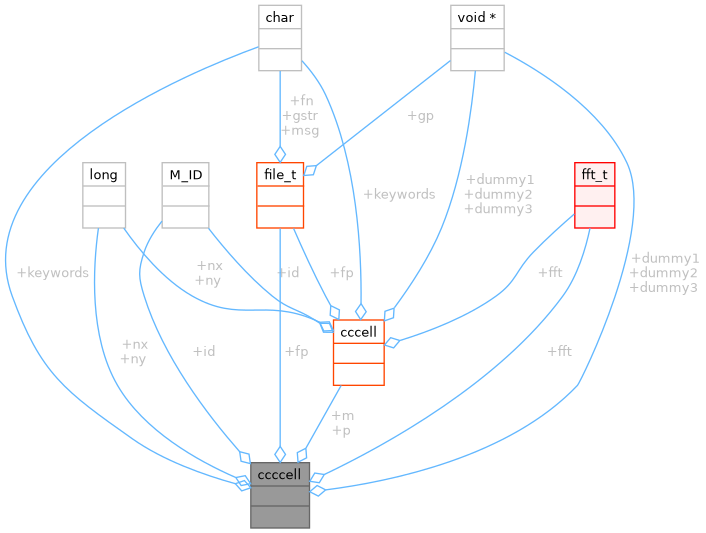 char
void *
+fn
+gstr
+msg
+gp
long
M_ID
file_t
fft_t
+keywords
+dummy1
+dummy2
+dummy3
+keywords
+nx
+ny
+id
+fp
+fft
+dummy1
+dummy2
+dummy3
cccell
+nx
+ny
+id
+fp
+fft
+m
+p
ccccell